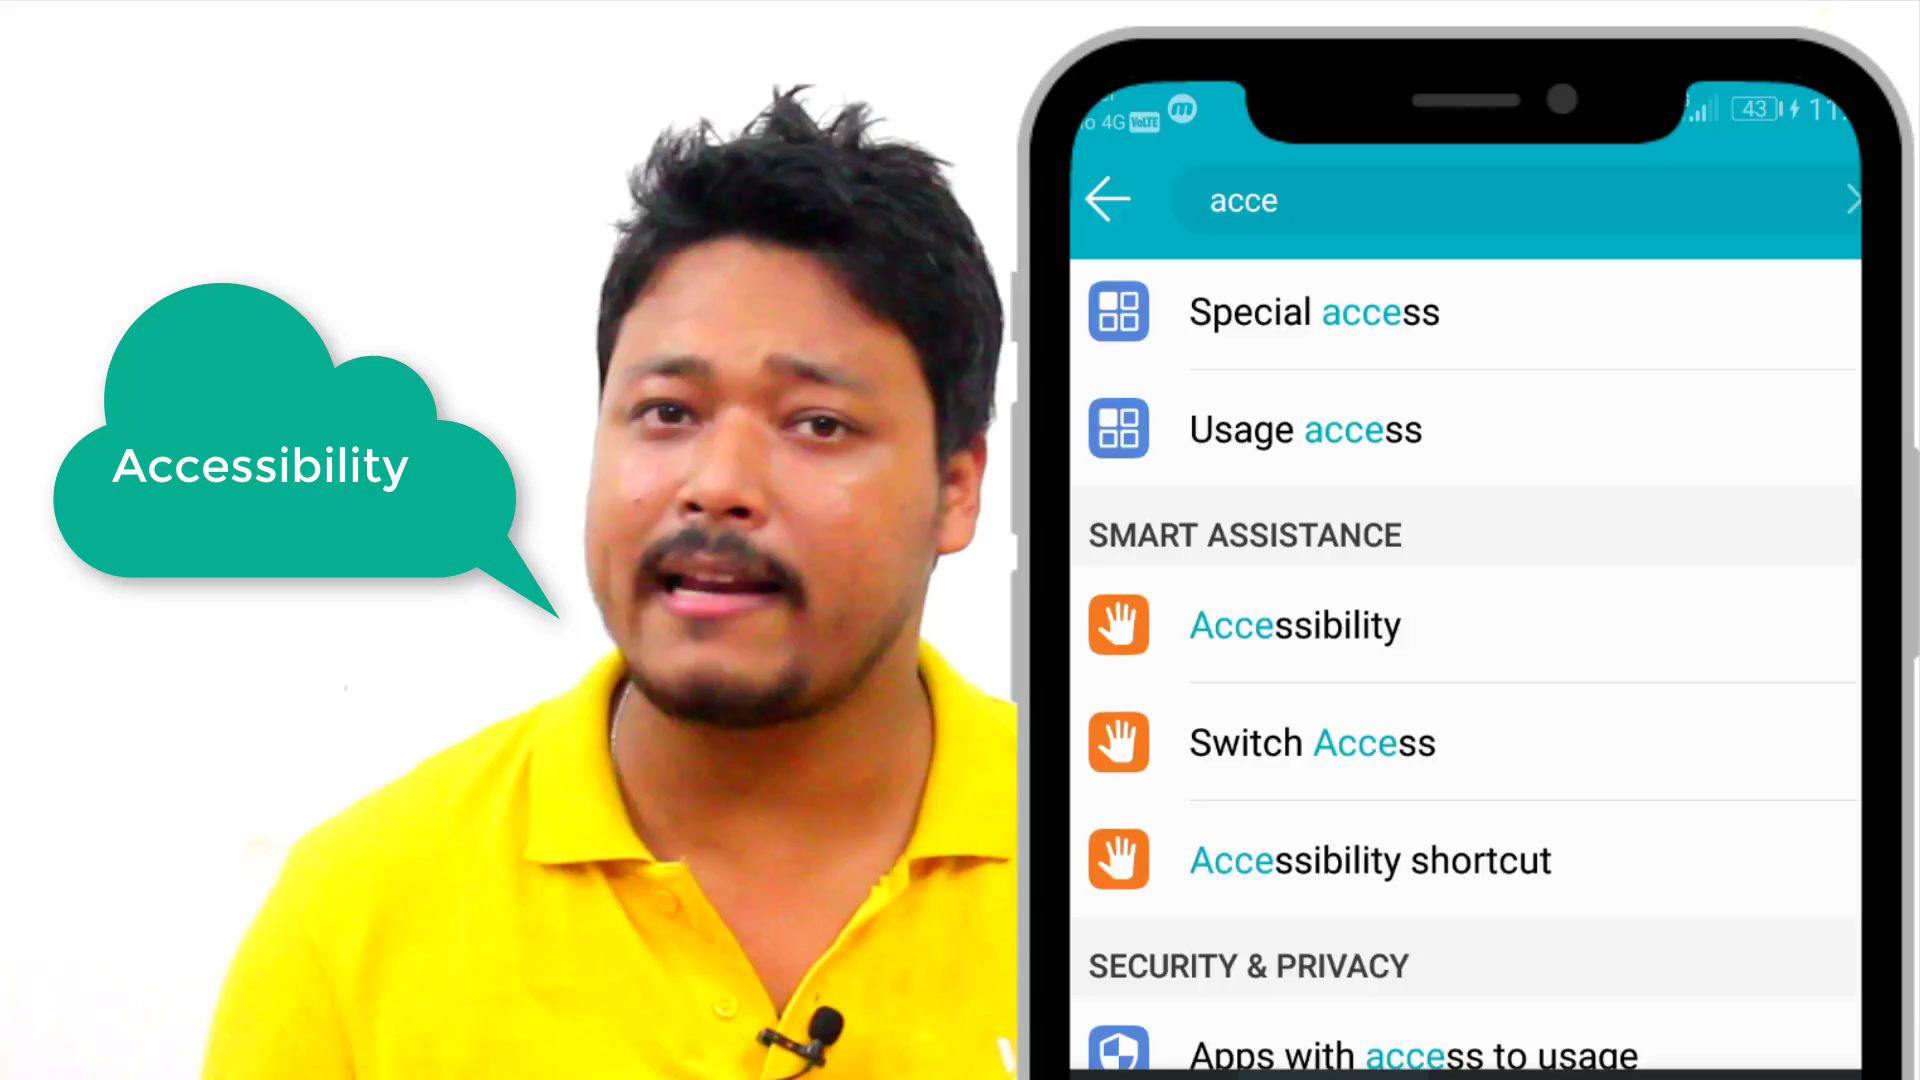 Accessibility
4G VoLTE
43
acce
Special access
Usage access
SMART ASSISTANCE
Accessibility
Switch Access
Accessibility shortcut
SECURITY & PRIVACY
Apps with access to usage